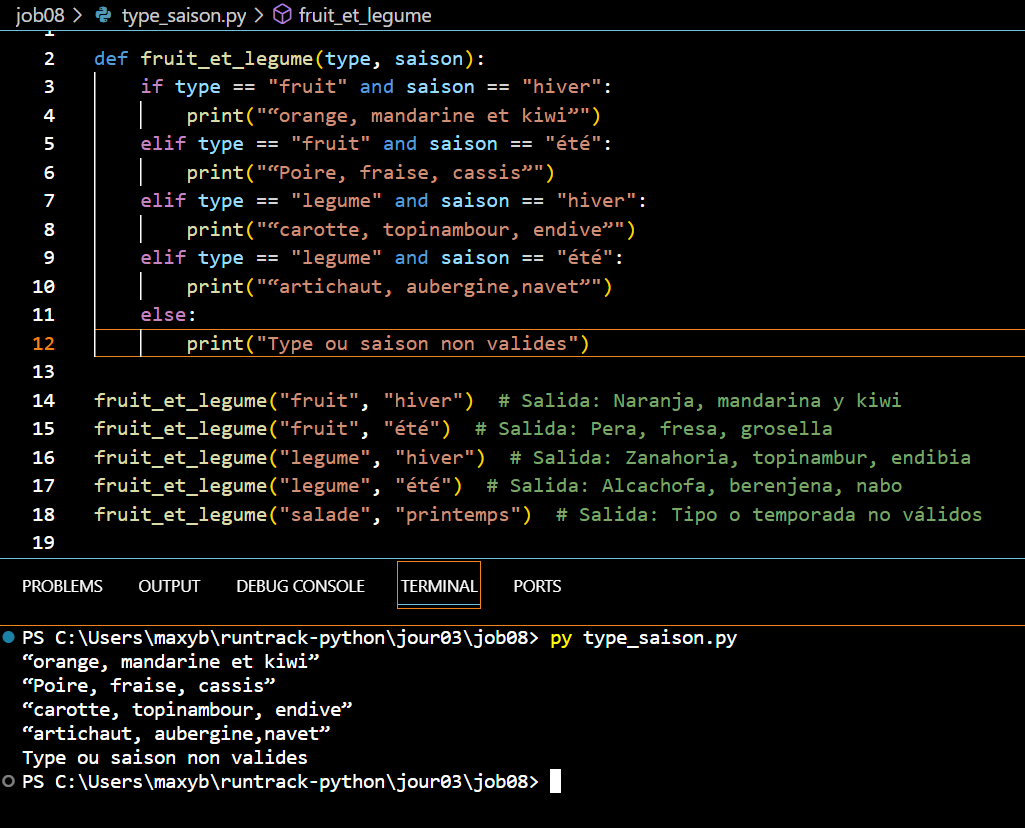 job08 > type_saison.py > fruit_et_legume
1
2 def fruit_et_legume(type, saison):
3     if type == "fruit" and saison == "hiver":
4         print("“orange, mandarine et kiwi”")
5     elif type == "fruit" and saison == "été":
6         print("“Poire, fraise, cassis”")
7     elif type == "legume" and saison == "hiver":
8         print("“carotte, topinambour, endive”")
9     elif type == "legume" and saison == "été":
10         print("“artichaut, aubergine,navet”")
11     else:
12         print("Type ou saison non valides")
13
14 fruit_et_legume("fruit", "hiver")  # Salida: Naranja, mandarina y kiwi
15 fruit_et_legume("fruit", "été")  # Salida: Pera, fresa, grosella
16 fruit_et_legume("legume", "hiver")  # Salida: Zanahoria, topinambur, endibia
17 fruit_et_legume("legume", "été")  # Salida: Alcachofa, berenjena, nabo
18 fruit_et_legume("salade", "printemps")  # Salida: Tipo o temporada no válidos
19
PROBLEMS OUTPUT DEBUG CONSOLE TERMINAL PORTS
PS C:\Users\maxyb\runtrack-python\jour03\job08> py type_saison.py
“orange, mandarine et kiwi”
“Poire, fraise, cassis”
“carotte, topinambour, endive”
“artichaut, aubergine,navet”
Type ou saison non valides
PS C:\Users\maxyb\runtrack-python\jour03\job08>